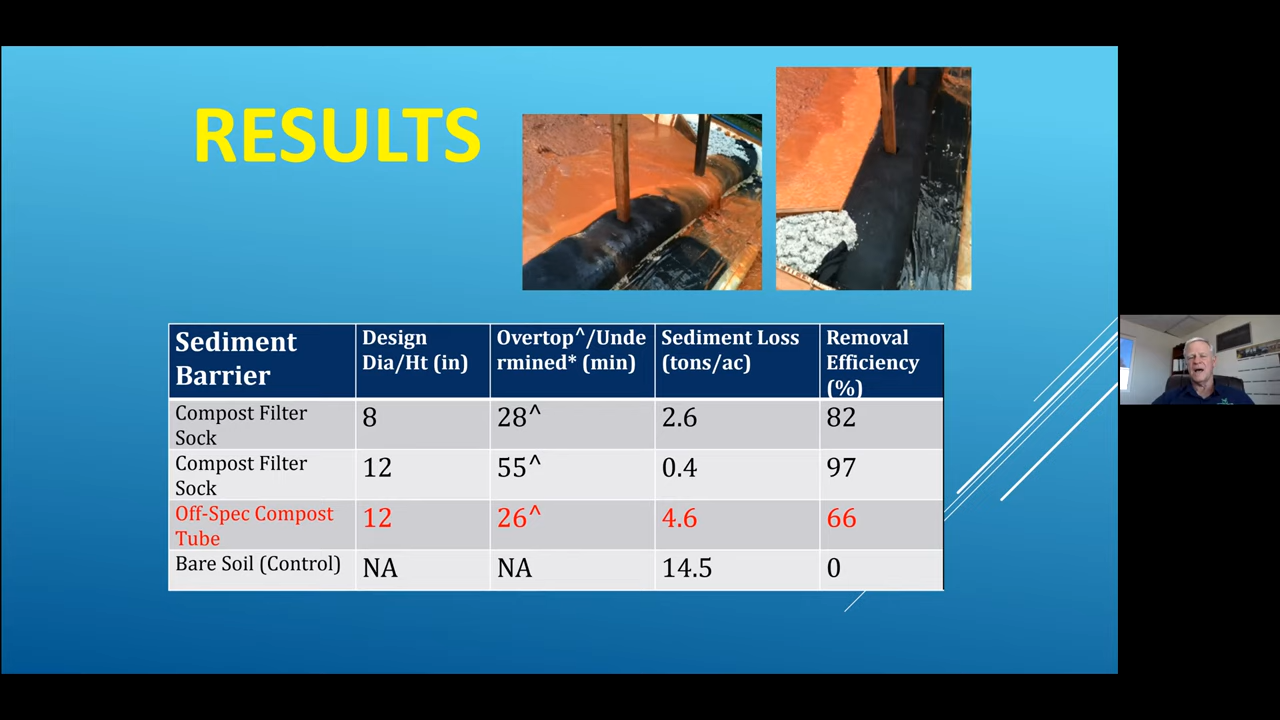 RESULTS
Sediment Barrier
Design Dia/Ht (in)
Overtop^/Undermined* (min)
Sediment Loss (tons/ac)
Removal Efficiency (%)
Compost Filter Sock
8
28^
2.6
82
Compost Filter Sock
12
55^
0.4
97
Off-Spec Compost Tube
12
26^
4.6
66
Bare Soil (Control)
NA
NA
14.5
0